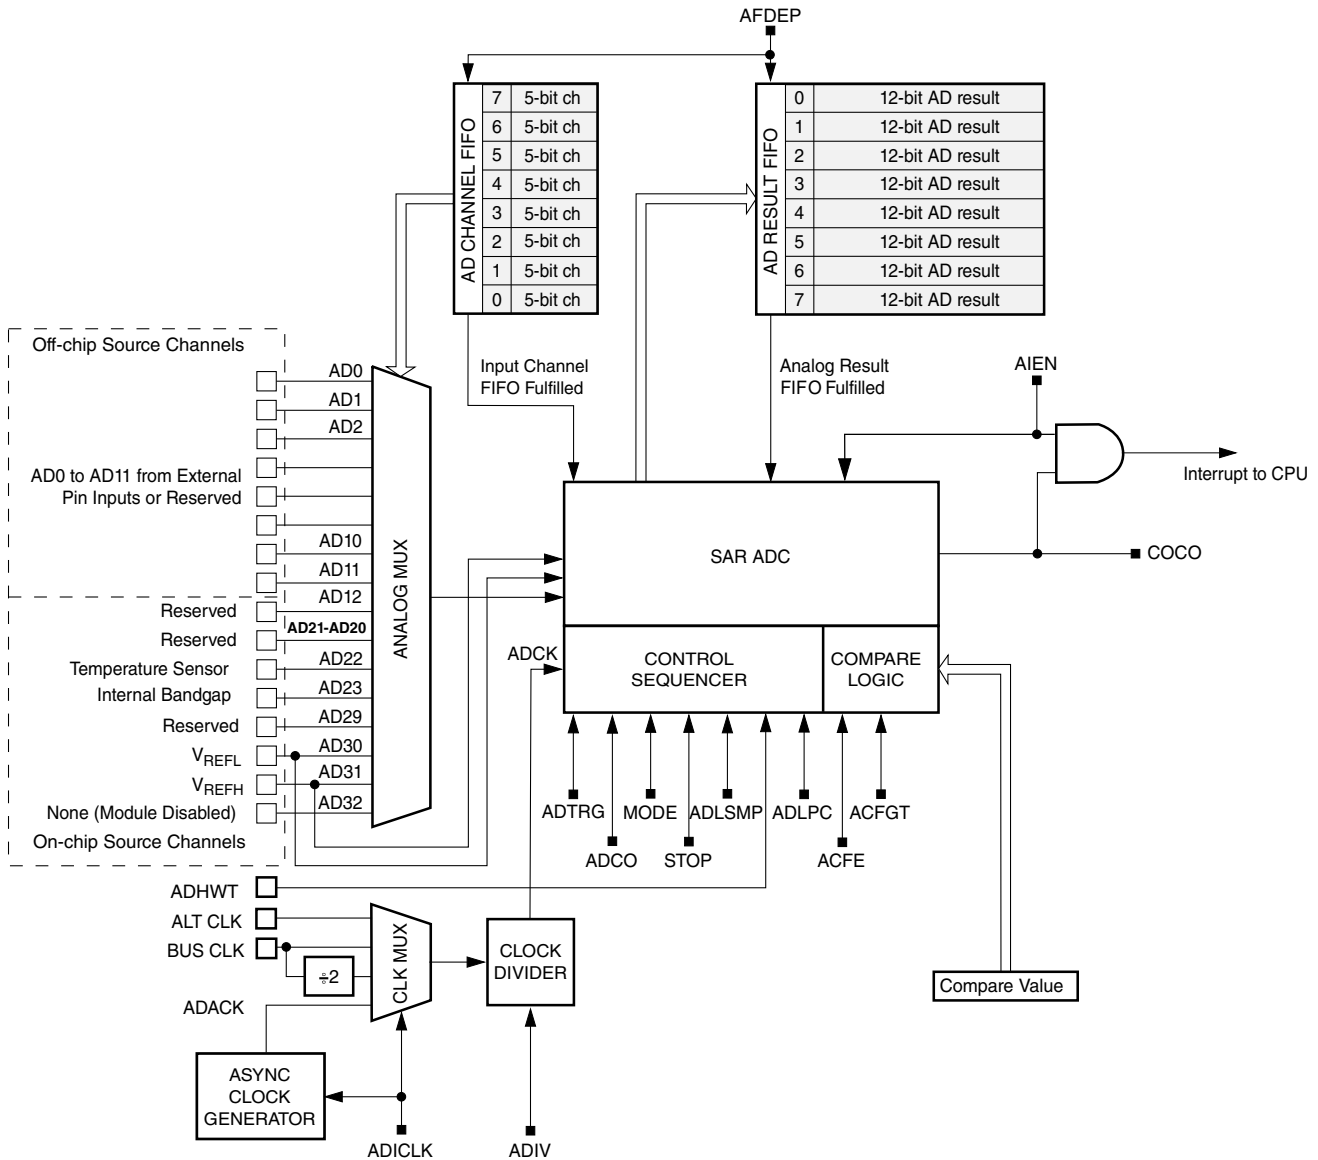 AFDEP
AD CHANNEL FIFO
7 5-bit ch
6 5-bit ch
5 5-bit ch
4 5-bit ch
3 5-bit ch
2 5-bit ch
1 5-bit ch
0 5-bit ch
AD RESULT FIFO
0 12-bit AD result
1 12-bit AD result
2 12-bit AD result
3 12-bit AD result
4 12-bit AD result
5 12-bit AD result
6 12-bit AD result
7 12-bit AD result
Input Channel
FIFO Fulfilled
Analog Result
FIFO Fulfilled
AIEN
Interrupt to CPU
COCO
Off-chip Source Channels
AD0
AD1
AD2
AD0 to AD11 from External
Pin Inputs or Reserved
AD10
AD11
AD12
Reserved
AD21-AD20
Reserved
AD22
Temperature Sensor
AD23
Internal Bandgap
AD29
Reserved
AD30
VREFL
AD31
VREFH
AD32
None (Module Disabled)
On-chip Source Channels
ANALOG MUX
SAR ADC
ADCK
CONTROL
SEQUENCER
COMPARE
LOGIC
ADTRG
MODE
ADLSMP
ADLPC
ACFGT
ADCO
STOP
ACFE
ADHWT
ALT CLK
BUS CLK
÷2
ADACK
CLK MUX
CLOCK
DIVIDER
Compare Value
ASYNC
CLOCK
GENERATOR
ADICLK
ADIV